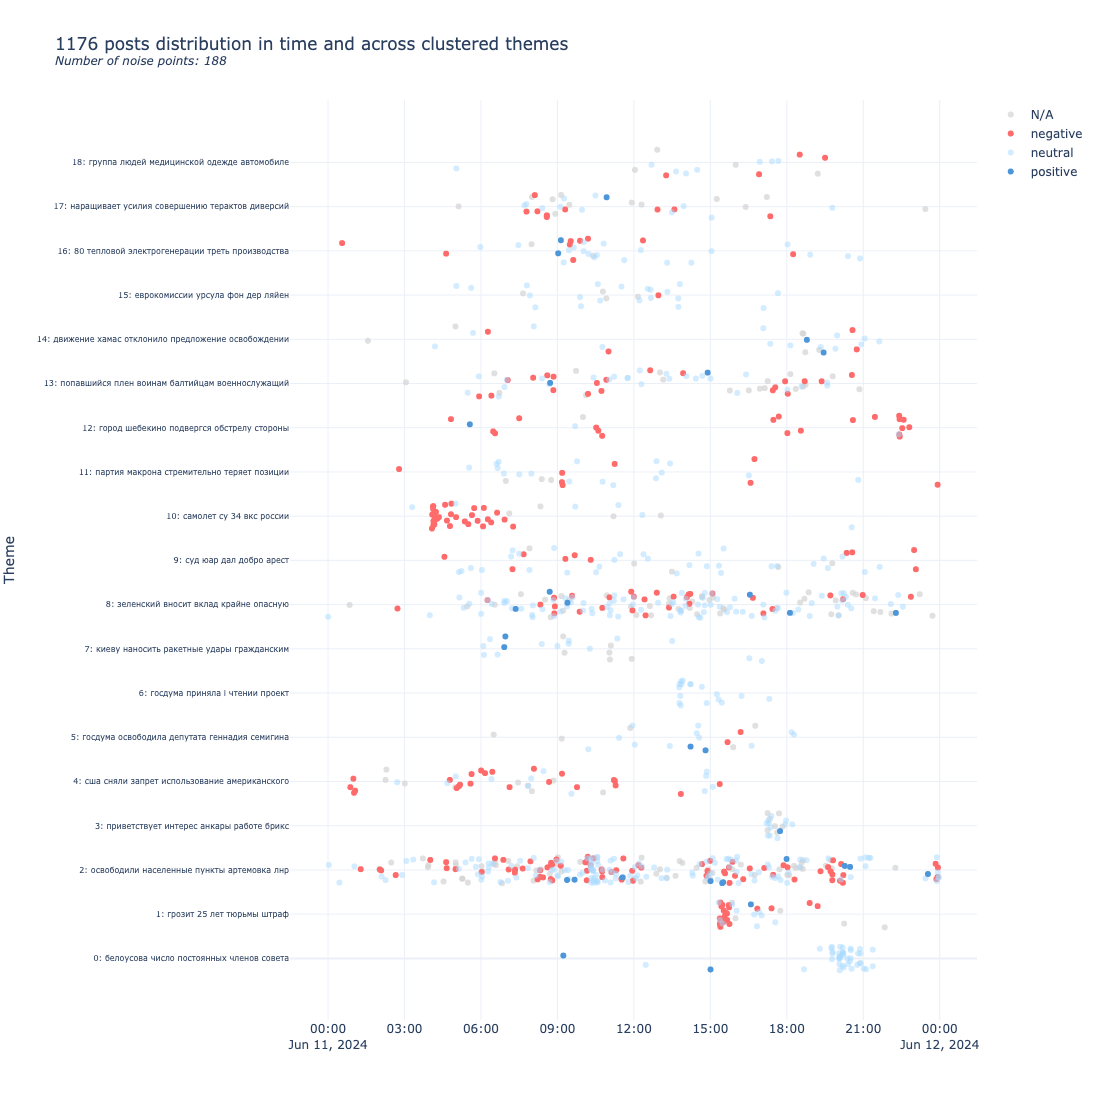 1176 posts distribution in time and across clustered themes
Number of noise points: 188
N/A
negative
neutral
positive
Theme
18: группа людей медицинской одежде автомобиле
17: наращивает усилия совершению терактов диверсий
16: 80 тепловой электрогенерации треть производства
15: еврокомиссии урсула фон дер ляйен
14: движение хамас отклонило предложение освобождении
13: попавшийся плен воинам балтийцам военнослужащий
12: город шебекино подвергся обстрелу стороны
11: партия макрона стремительно теряет позиции
10: самолет су 34 вкс россии
9: суд юар дал добро арест
8: зеленский вносит вклад крайне опасную
7: киеву наносить ракетные удары гражданским
6: госдума приняла i чтении проект
5: госдума освободила депутата геннадия семигина
4: сша сняли запрет использование американского
3: приветствует интерес анкары работе брикс
2: освободили населенные пункты артемовка лнр
1: грозит 25 лет тюрьмы штраф
0: белоусова число постоянных членов совета
00:00 03:00 06:00 09:00 12:00 15:00 18:00 21:00 00:00
Jun 11, 2024 Jun 12, 2024